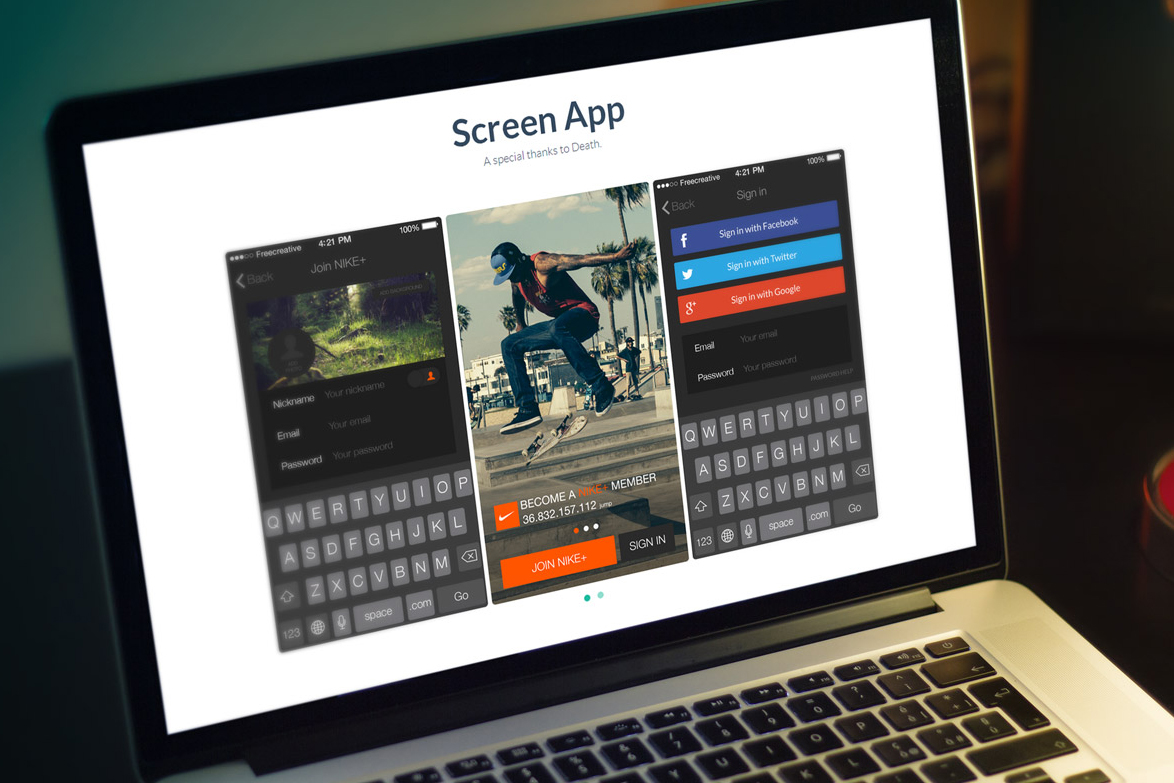 Screen App
A special thanks to Death.
Freecreative 4:21 PM 100%
Back Join NIKE+
ADD BACKGROUND
Nickname Your nickname
Email Your email
Password Your password
Q W E R T Y U I O P
A S D F G H J K L
Z X C V B N M
123 space .com Go
BECOME A NIKE+ MEMBER
36.832.157.112 jump
JOIN NIKE+ SIGN IN
Freecreative 4:21 PM 100%
Back Sign in
f Sign in with Facebook
Sign in with Twitter
g+ Sign in with Google
Email Your email
Password Your password
PASSWORD HELP
Q W E R T Y U I O P
A S D F G H J K L
Z X C V B N M
123 space .com Go